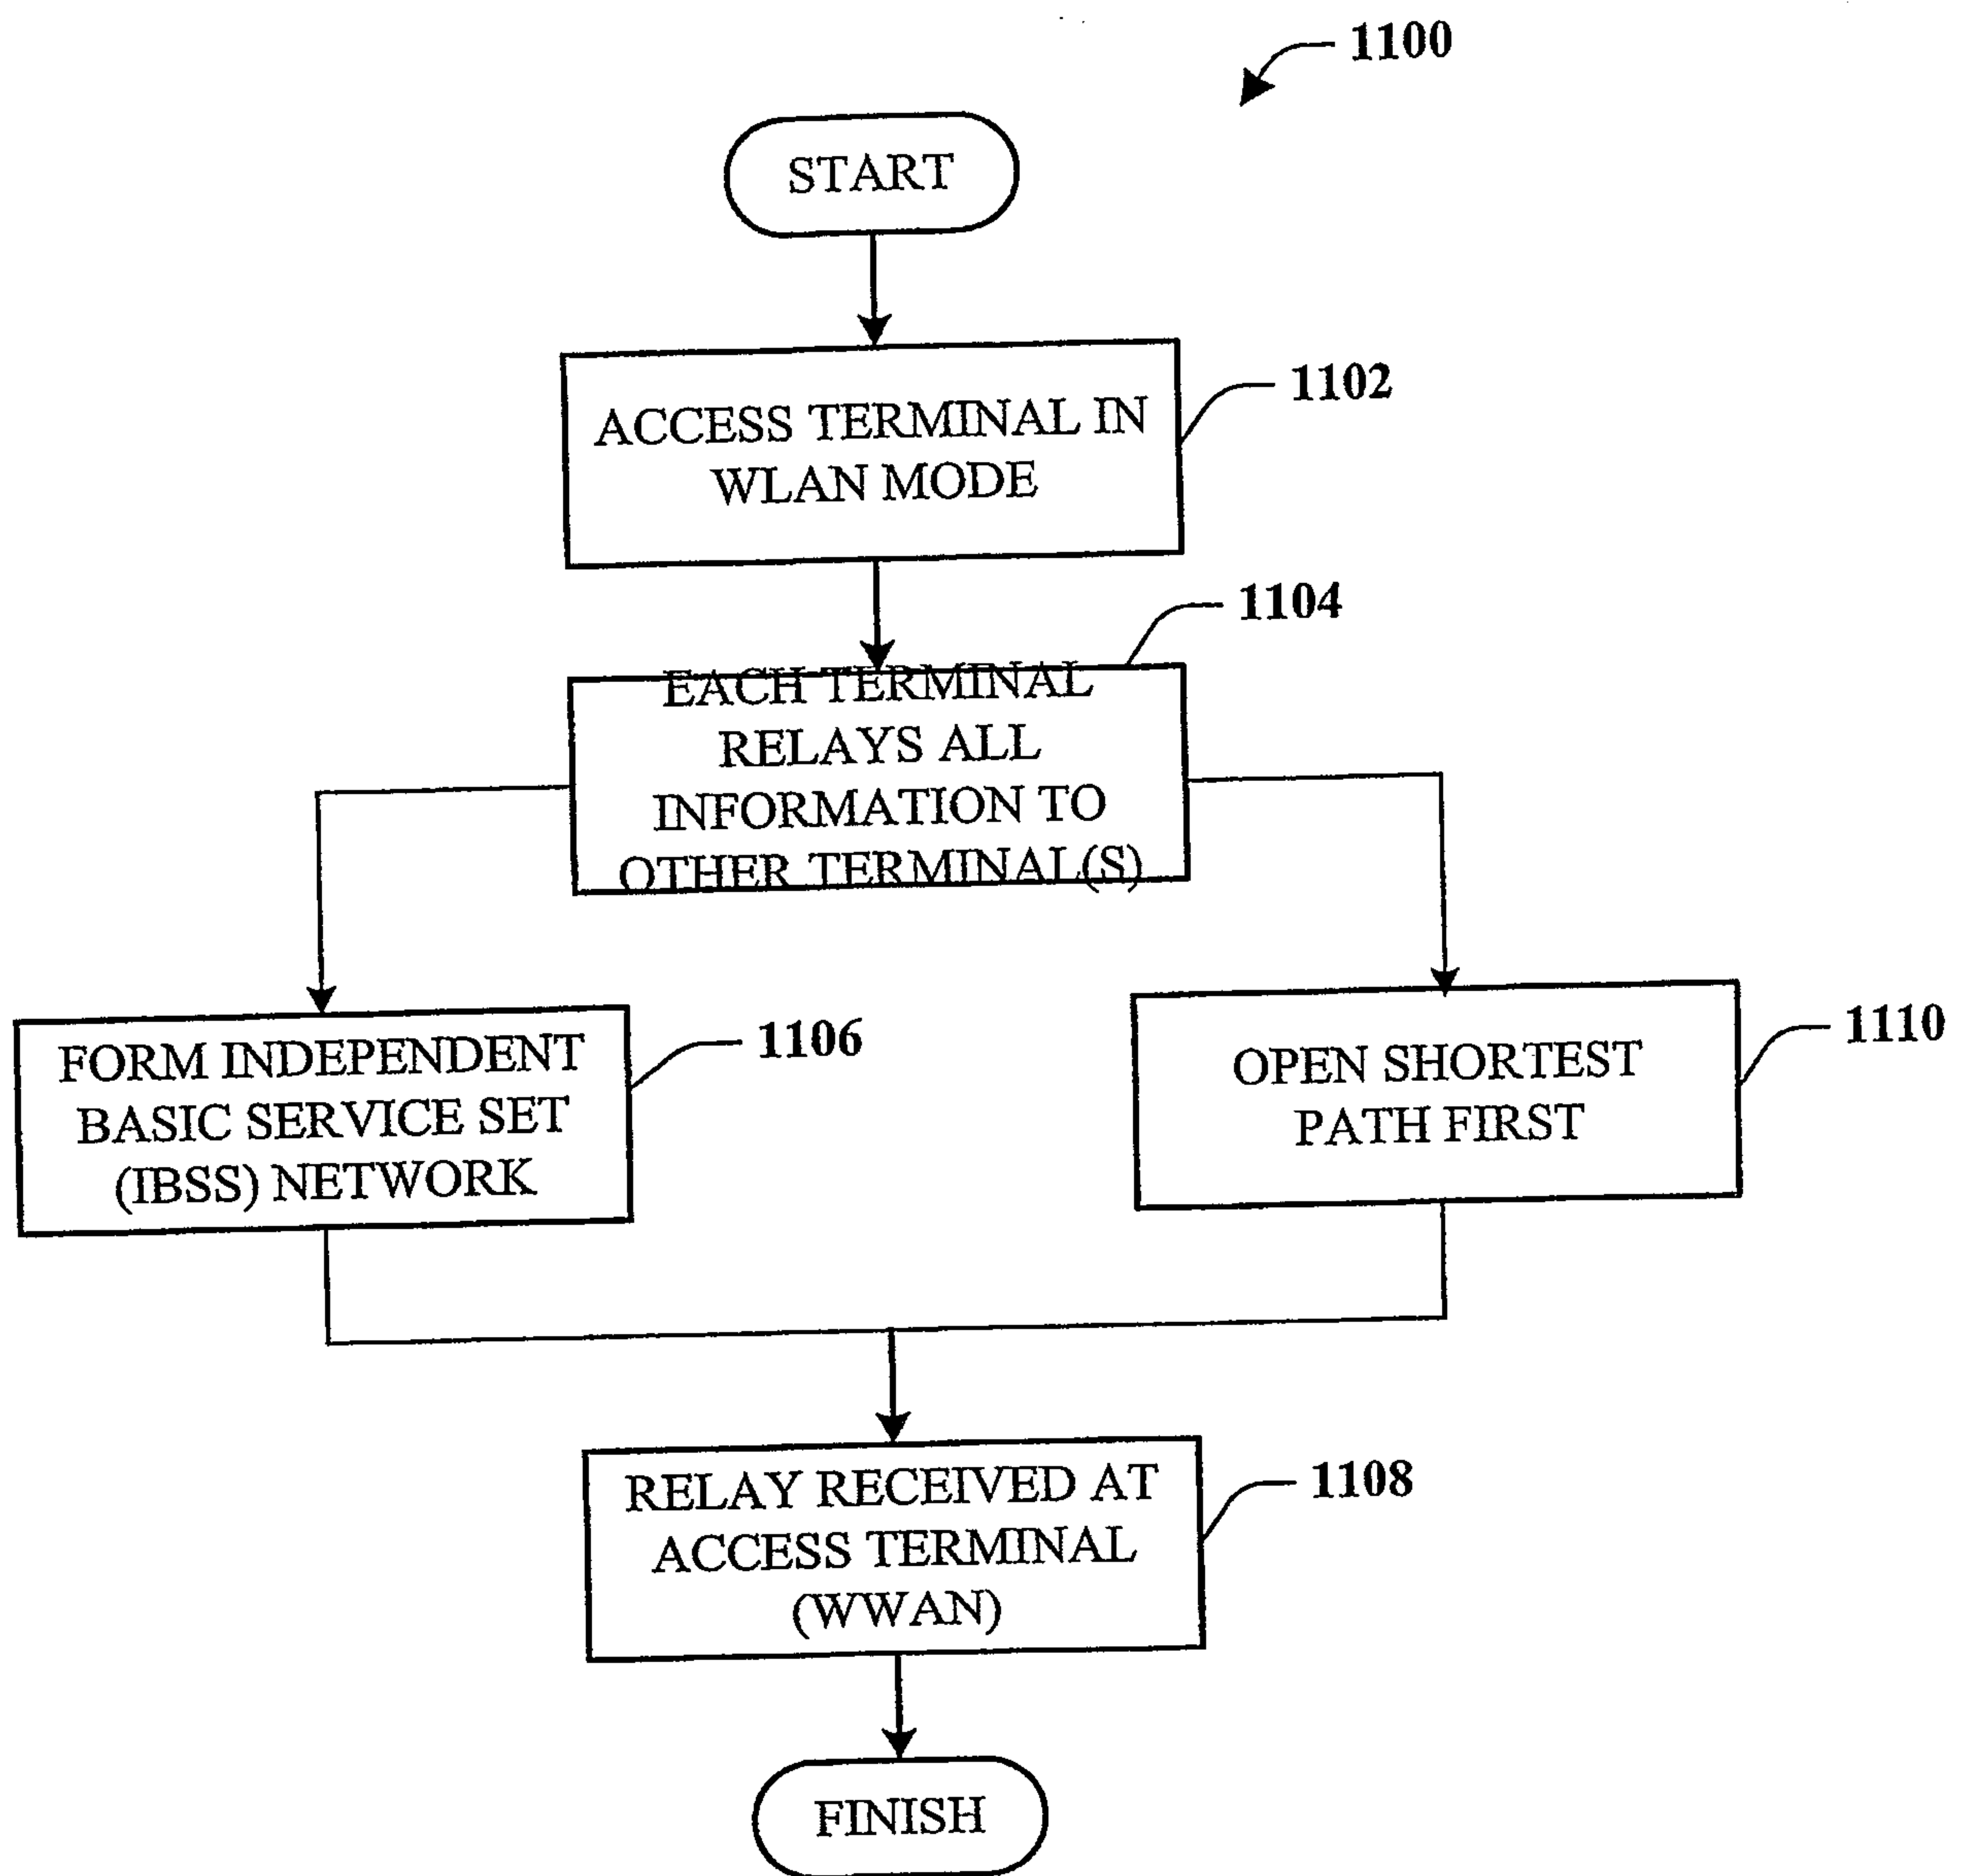 1100
START
ACCESS TERMINAL IN
WLAN MODE
1102
1104
EACH TERMINAL
RELAYS ALL
INFORMATION TO
OTHER TERMINAL(S)
FORM INDEPENDENT
BASIC SERVICE SET
(IBSS) NETWORK
1106
OPEN SHORTEST
PATH FIRST
1110
RELAY RECEIVED AT
ACCESS TERMINAL
(WWAN)
1108
FINISH